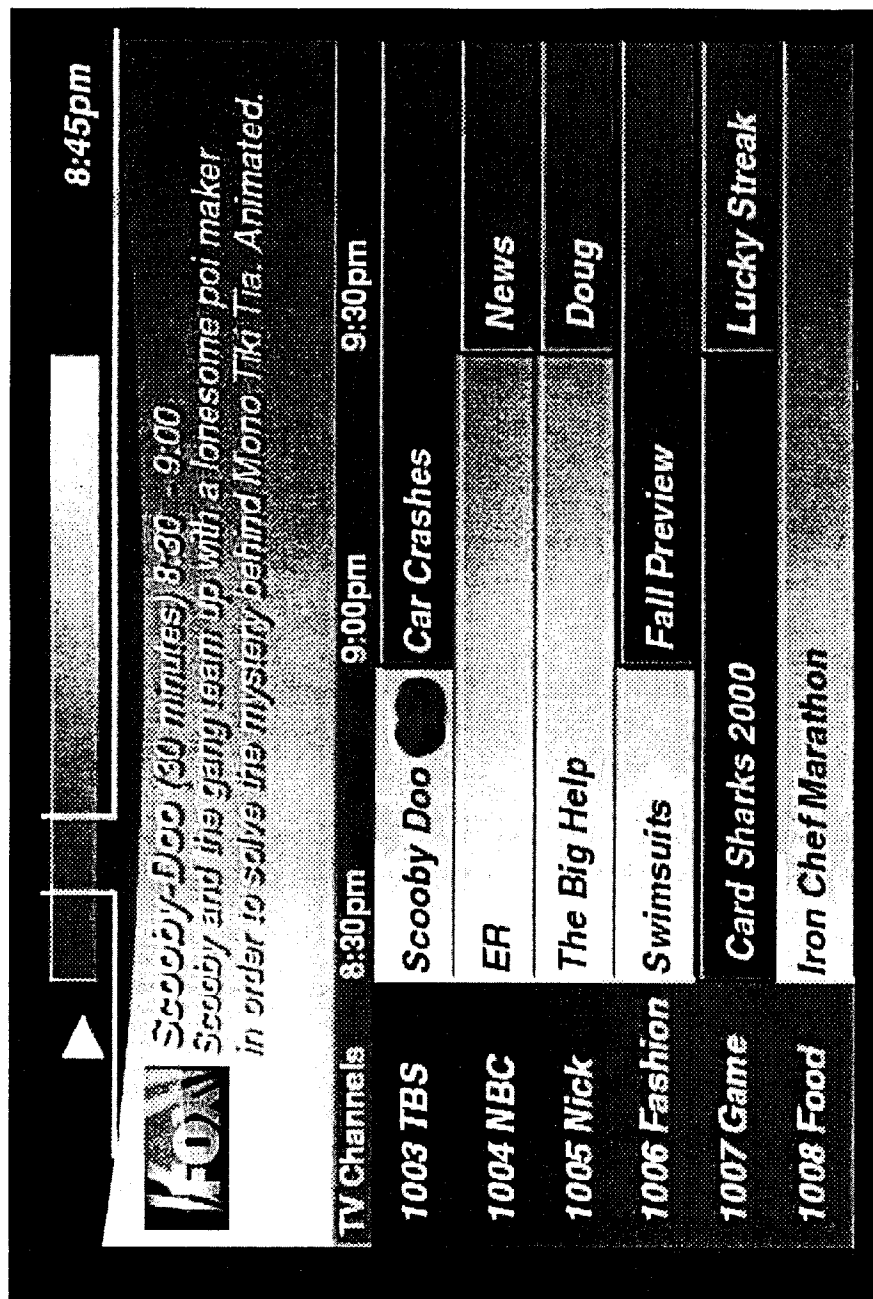 8:45pm
FOX
Scooby-Doo (30 minutes) 8:30 - 9:00
Scooby and the gang team up with a lonesome poi maker
in order to solve the mystery behind Mono Tiki Tia. Animated.
TV Channels 8:30pm 9:00pm 9:30pm
1003 TBS Scooby Doo Car Crashes
1004 NBC ER News
1005 Nick The Big Help Doug
1006 Fashion Swimsuits Fall Preview
1007 Game Card Sharks 2000 Lucky Streak
1008 Food Iron Chef Marathon